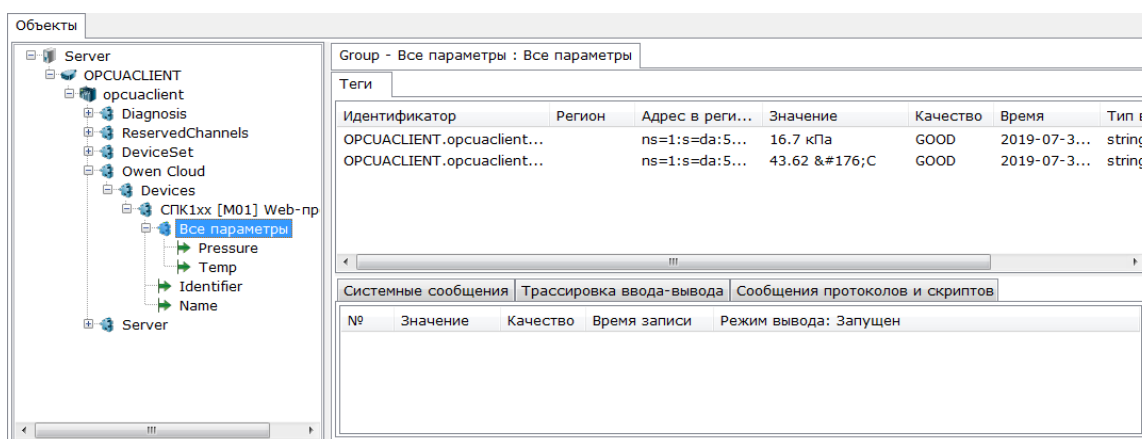 Объекты
Server
OPCUACLIENT
opcuaclient
Diagnosis
ReservedChannels
DeviceSet
Owen Cloud
Devices
СПК1xx [M01] Web-пр
Все параметры
Pressure
Temp
Identifier
Name
Server
Group - Все параметры : Все параметры
Теги
Идентификатор Регион Адрес в реги... Значение Качество Время Тип в
OPCUACLIENT.opcuaclient... ns=1:s=da:5... 16.7 кПа GOOD 2019-07-3... string
OPCUACLIENT.opcuaclient... ns=1:s=da:5... 43.62 &#176;C GOOD 2019-07-3... string
Системные сообщения Трассировка ввода-вывода Сообщения протоколов и скриптов
№ Значение Качество Время записи Режим вывода: Запущен